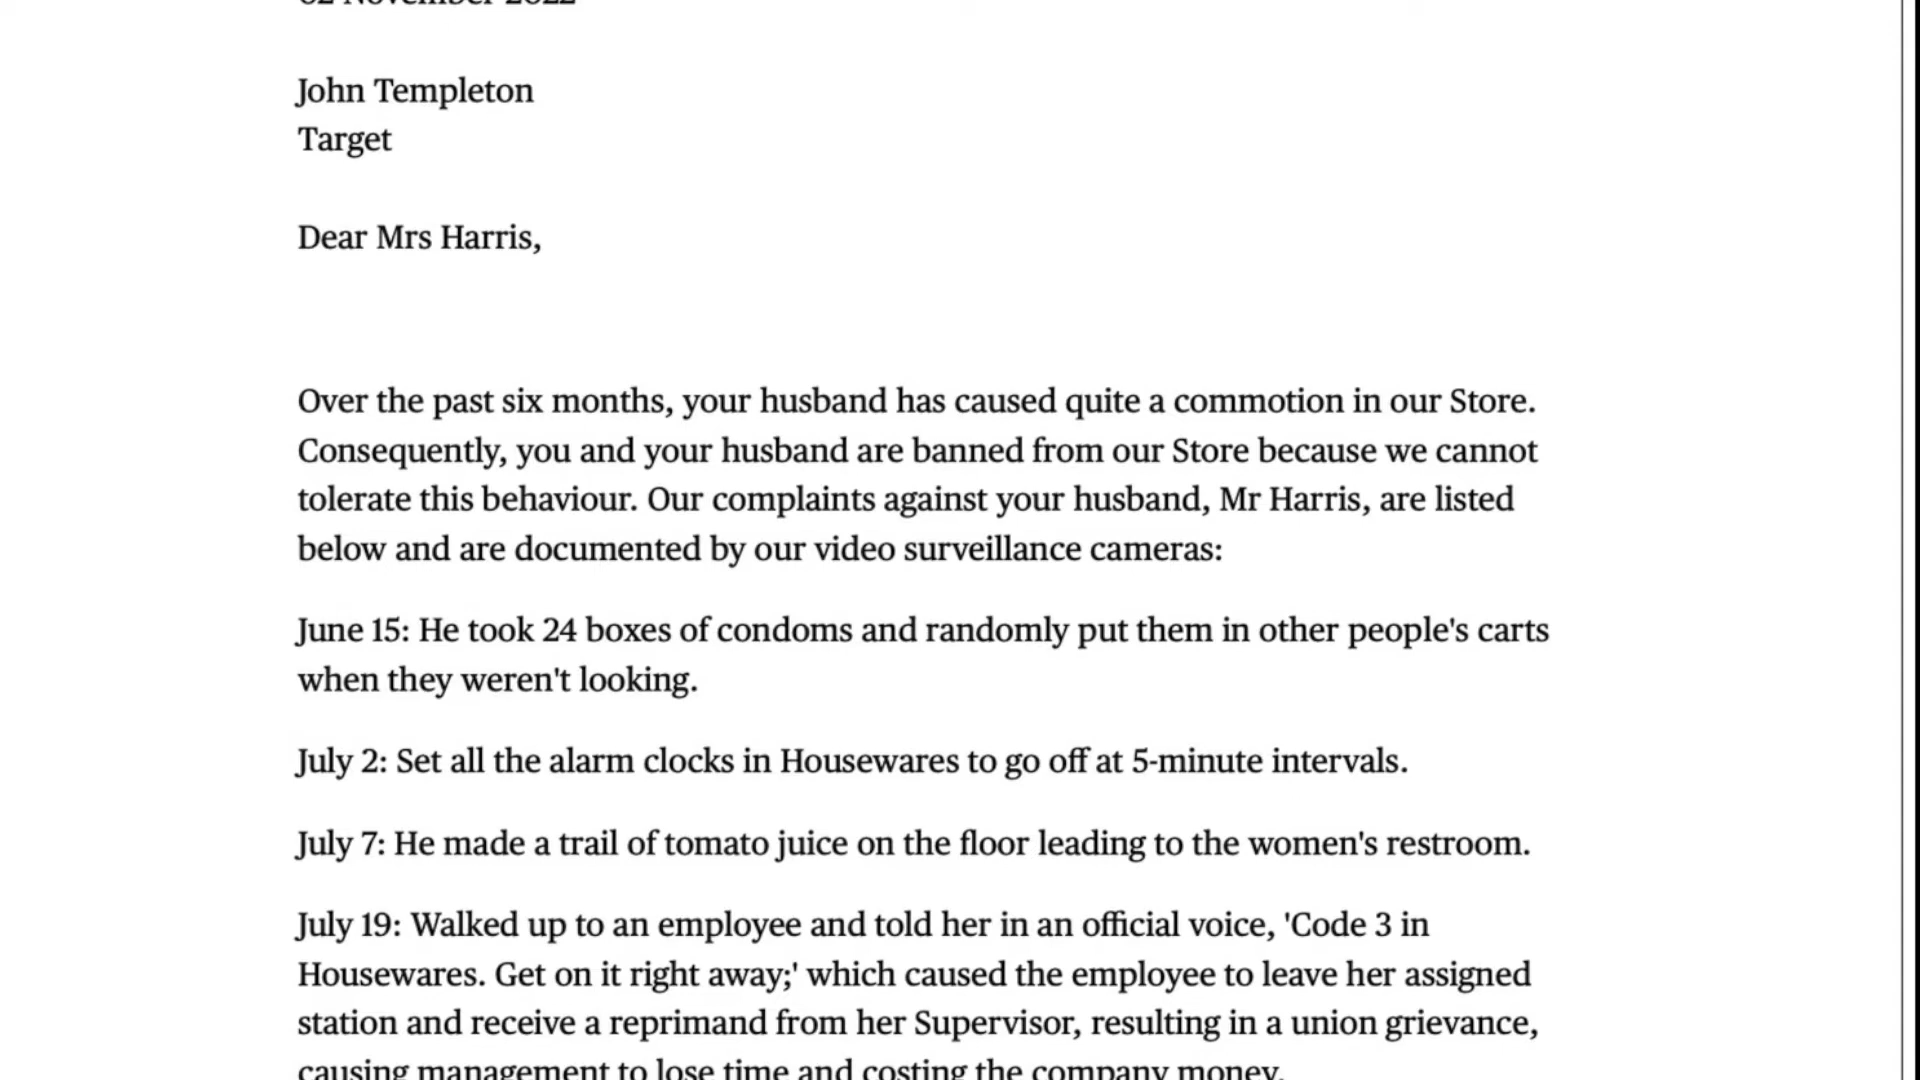 02 November 2022
John Templeton
Target
Dear Mrs Harris,
Over the past six months, your husband has caused quite a commotion in our Store.
Consequently, you and your husband are banned from our Store because we cannot
tolerate this behaviour. Our complaints against your husband, Mr Harris, are listed
below and are documented by our video surveillance cameras:
June 15: He took 24 boxes of condoms and randomly put them in other people's carts
when they weren't looking.
July 2: Set all the alarm clocks in Housewares to go off at 5-minute intervals.
July 7: He made a trail of tomato juice on the floor leading to the women's restroom.
July 19: Walked up to an employee and told her in an official voice, 'Code 3 in
Housewares. Get on it right away;' which caused the employee to leave her assigned
station and receive a reprimand from her Supervisor, resulting in a union grievance,
causing management to lose time and costing the company money.